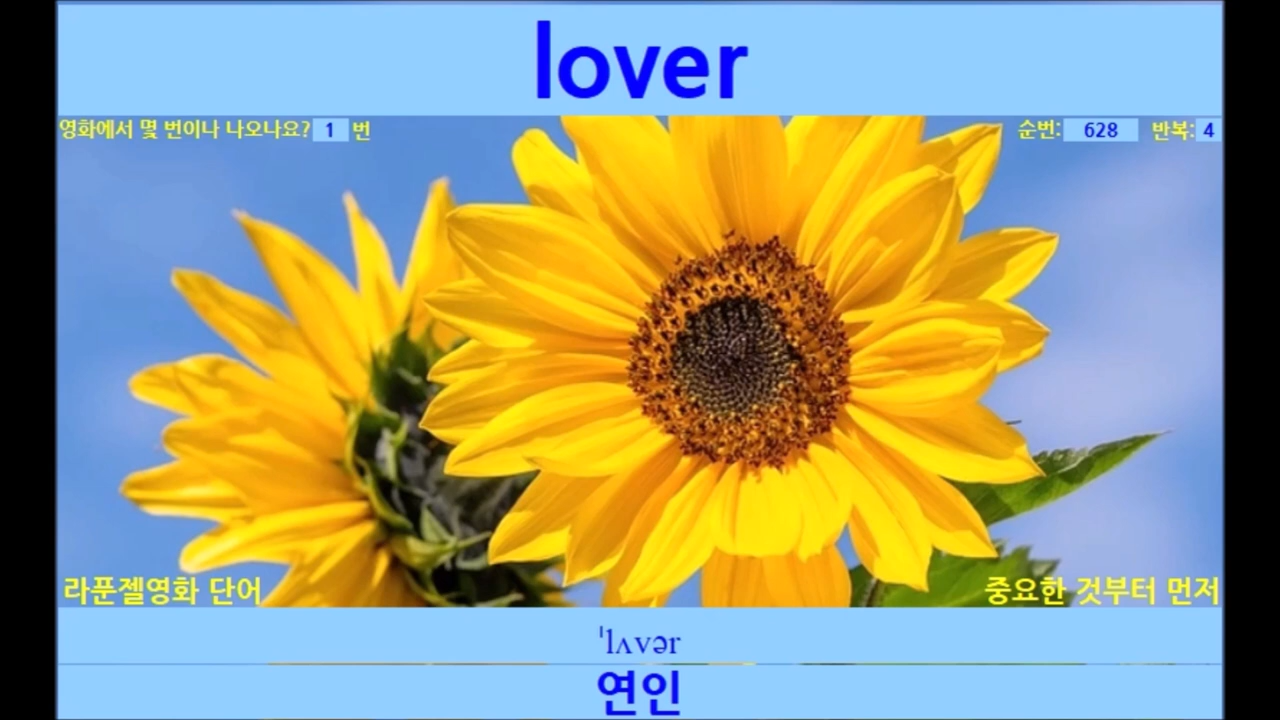 lover
영화에서 몇 번이나 나오나요? 1 번 순번: 628 반복: 4
라푼젤영화 단어 중요한 것부터 먼저
ˈlʌvər
연인